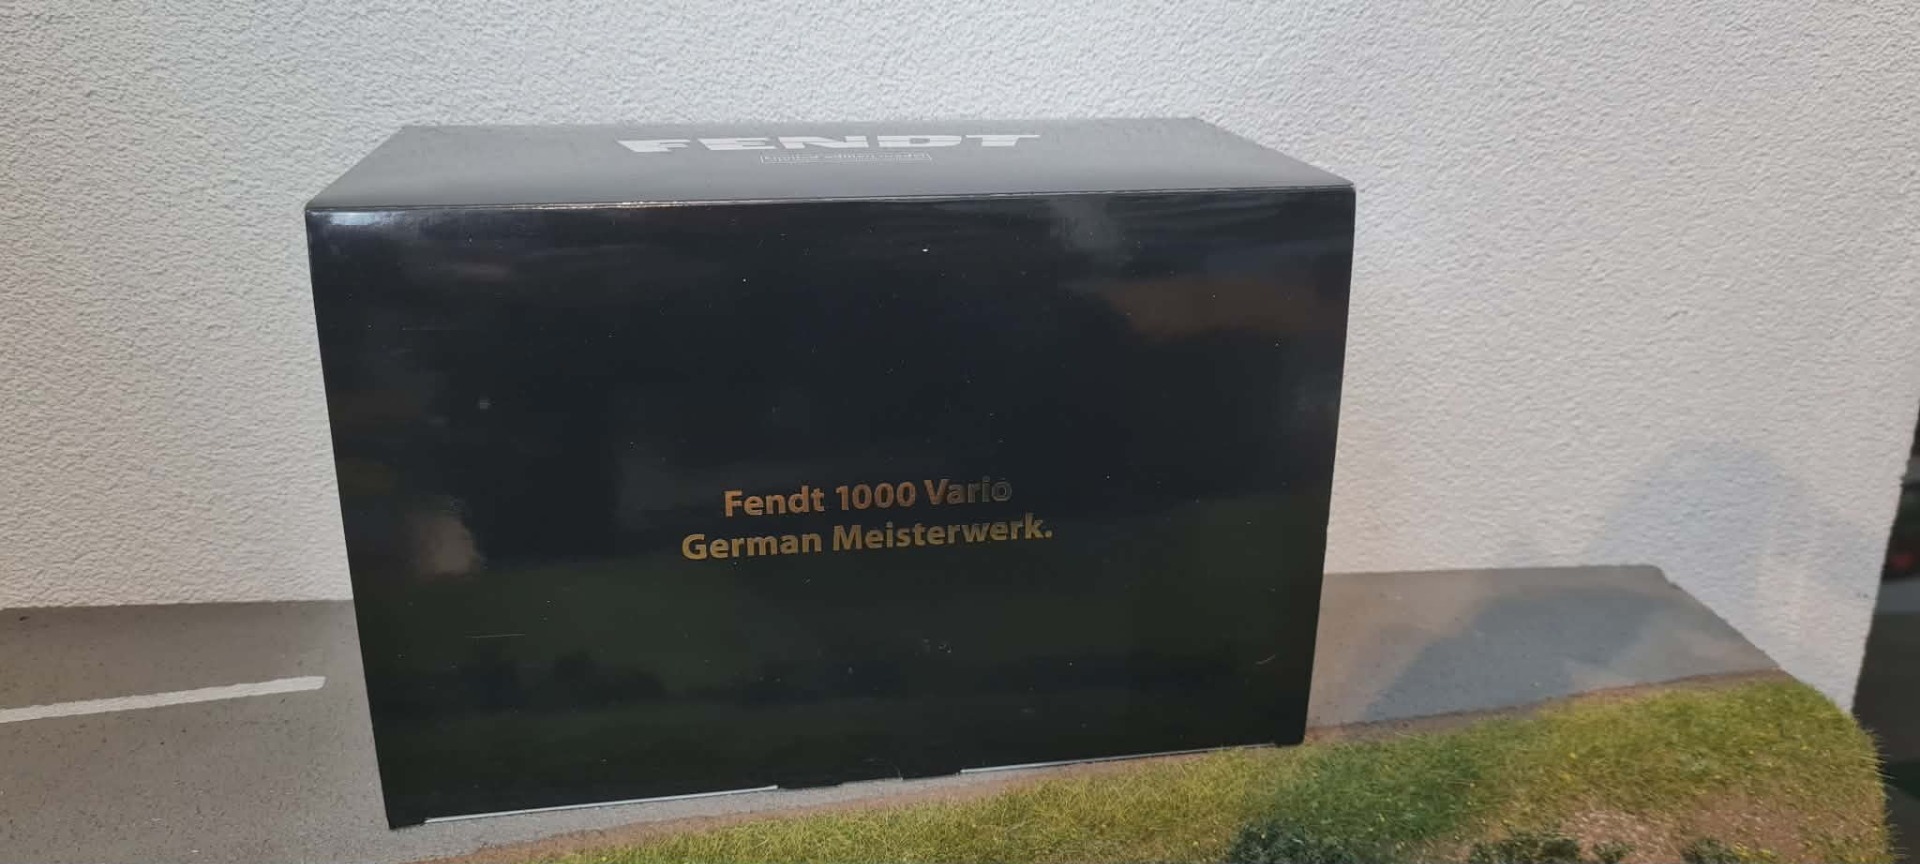 FENDT
Fendt 1000 Vario
German Meisterwerk.